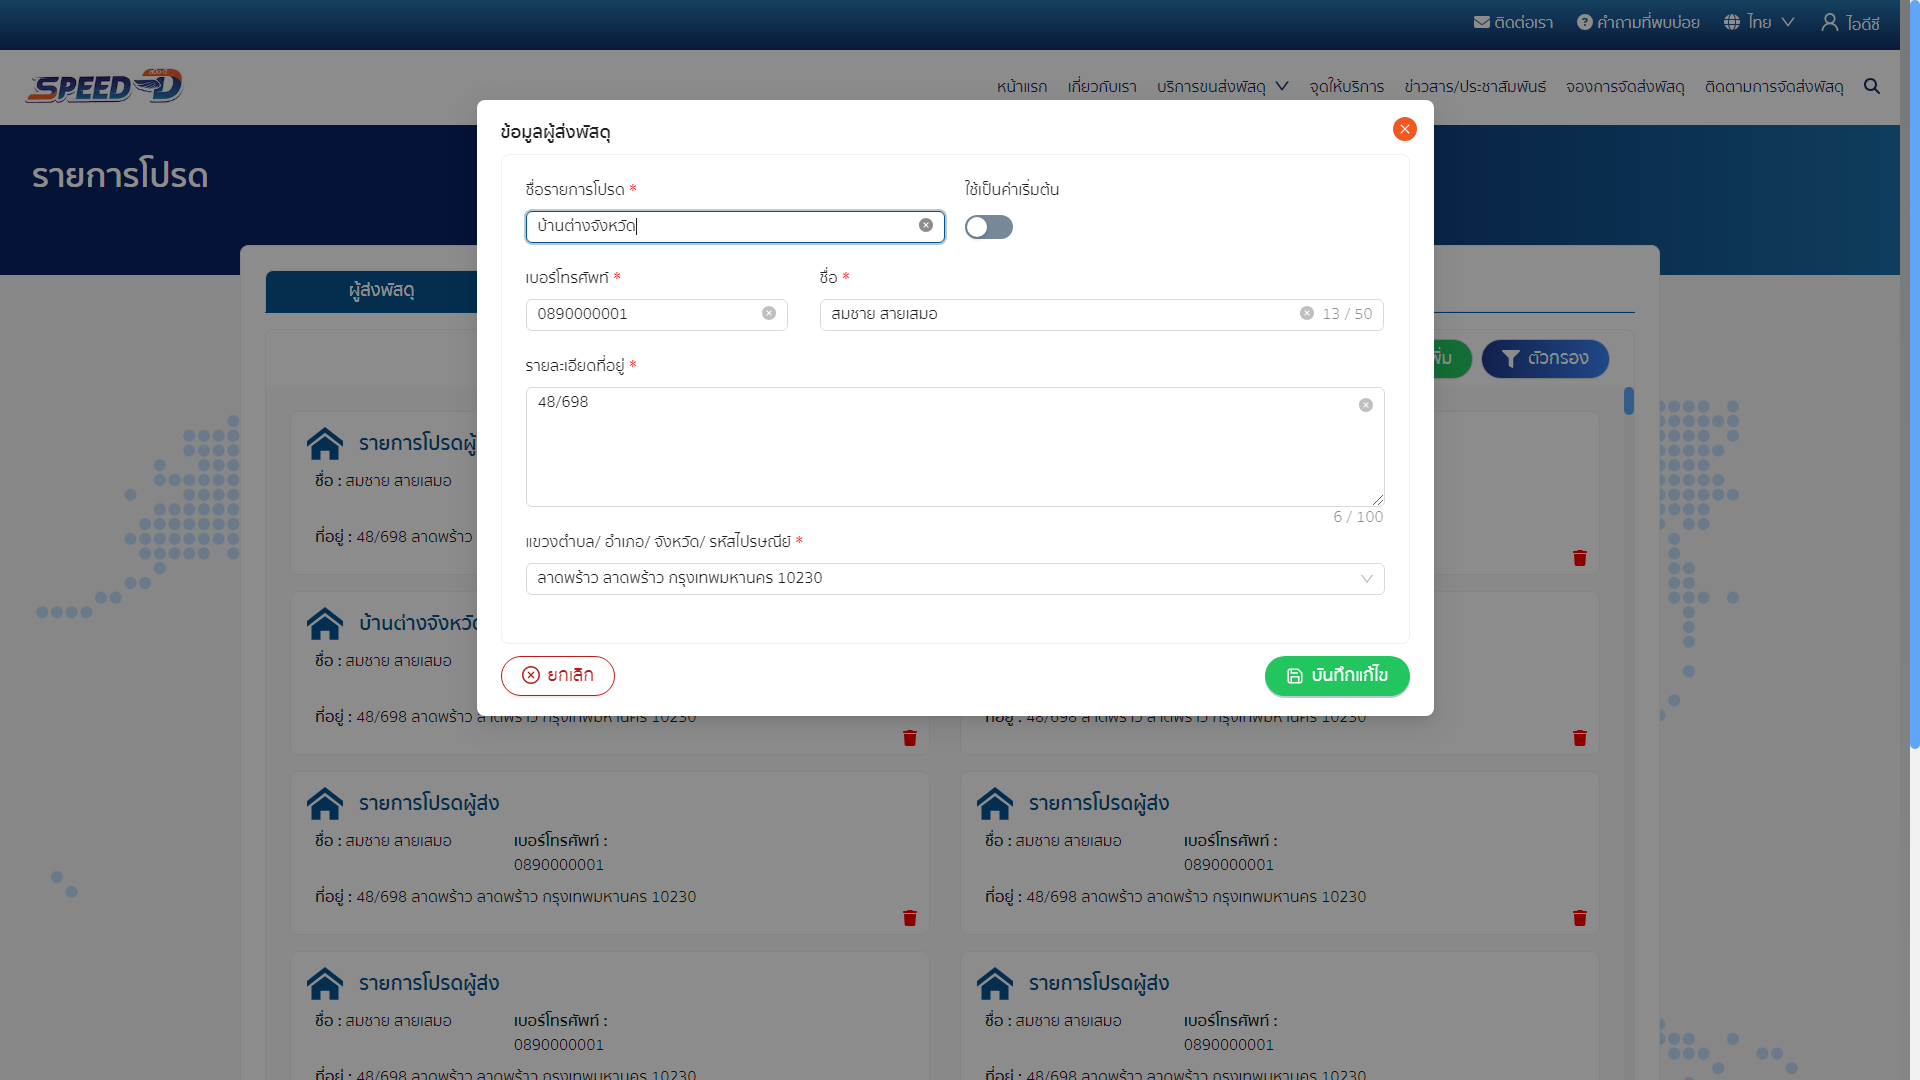 ติดต่อเรา คำถามที่พบบ่อย ไทย ไอดีซี
สปีด-ดี
SPEED-D
หน้าแรก เกี่ยวกับเรา บริการขนส่งพัสดุ จุดให้บริการ ข่าวสาร/ประชาสัมพันธ์ จองการจัดส่งพัสดุ ติดตามการจัดส่งพัสดุ
รายการโปรด
ผู้ส่งพัสดุ
ตัวกรอง
ข้อมูลผู้ส่งพัสดุ
ชื่อรายการโปรด * ใช้เป็นค่าเริ่มต้น
บ้านต่างจังหวัด
เบอร์โทรศัพท์ * ชื่อ *
0890000001 สมชาย สายเสมอ 13 / 50
รายละเอียดที่อยู่ *
48/698
6 / 100
แขวงตำบล/ อำเภอ/ จังหวัด/ รหัสไปรษณีย์ *
ลาดพร้าว ลาดพร้าว กรุงเทพมหานคร 10230
ยกเลิก บันทึกแก้ไข
รายการโปรดผู้
ชื่อ : สมชาย สายเสมอ
ที่อยู่ : 48/698 ลาดพร้าว
บ้านต่างจังหวัด
ชื่อ : สมชาย สายเสมอ
ที่อยู่ : 48/698 ลาดพร้าว ลาดพร้าว กรุงเทพมหานคร 10230
ที่อยู่ : 48/698 ลาดพร้าว ลาดพร้าว กรุงเทพมหานคร 10230
รายการโปรดผู้ส่ง
ชื่อ : สมชาย สายเสมอ เบอร์โทรศัพท์ :
0890000001
ที่อยู่ : 48/698 ลาดพร้าว ลาดพร้าว กรุงเทพมหานคร 10230
รายการโปรดผู้ส่ง
ชื่อ : สมชาย สายเสมอ เบอร์โทรศัพท์ :
0890000001
ที่อยู่ : 48/698 ลาดพร้าว ลาดพร้าว กรุงเทพมหานคร 10230
รายการโปรดผู้ส่ง
ชื่อ : สมชาย สายเสมอ เบอร์โทรศัพท์ :
0890000001
ที่อยู่ : 48/698 ลาดพร้าว ลาดพร้าว กรุงเทพมหานคร 10230
รายการโปรดผู้ส่ง
ชื่อ : สมชาย สายเสมอ เบอร์โทรศัพท์ :
0890000001
ที่อยู่ : 48/698 ลาดพร้าว ลาดพร้าว กรุงเทพมหานคร 10230